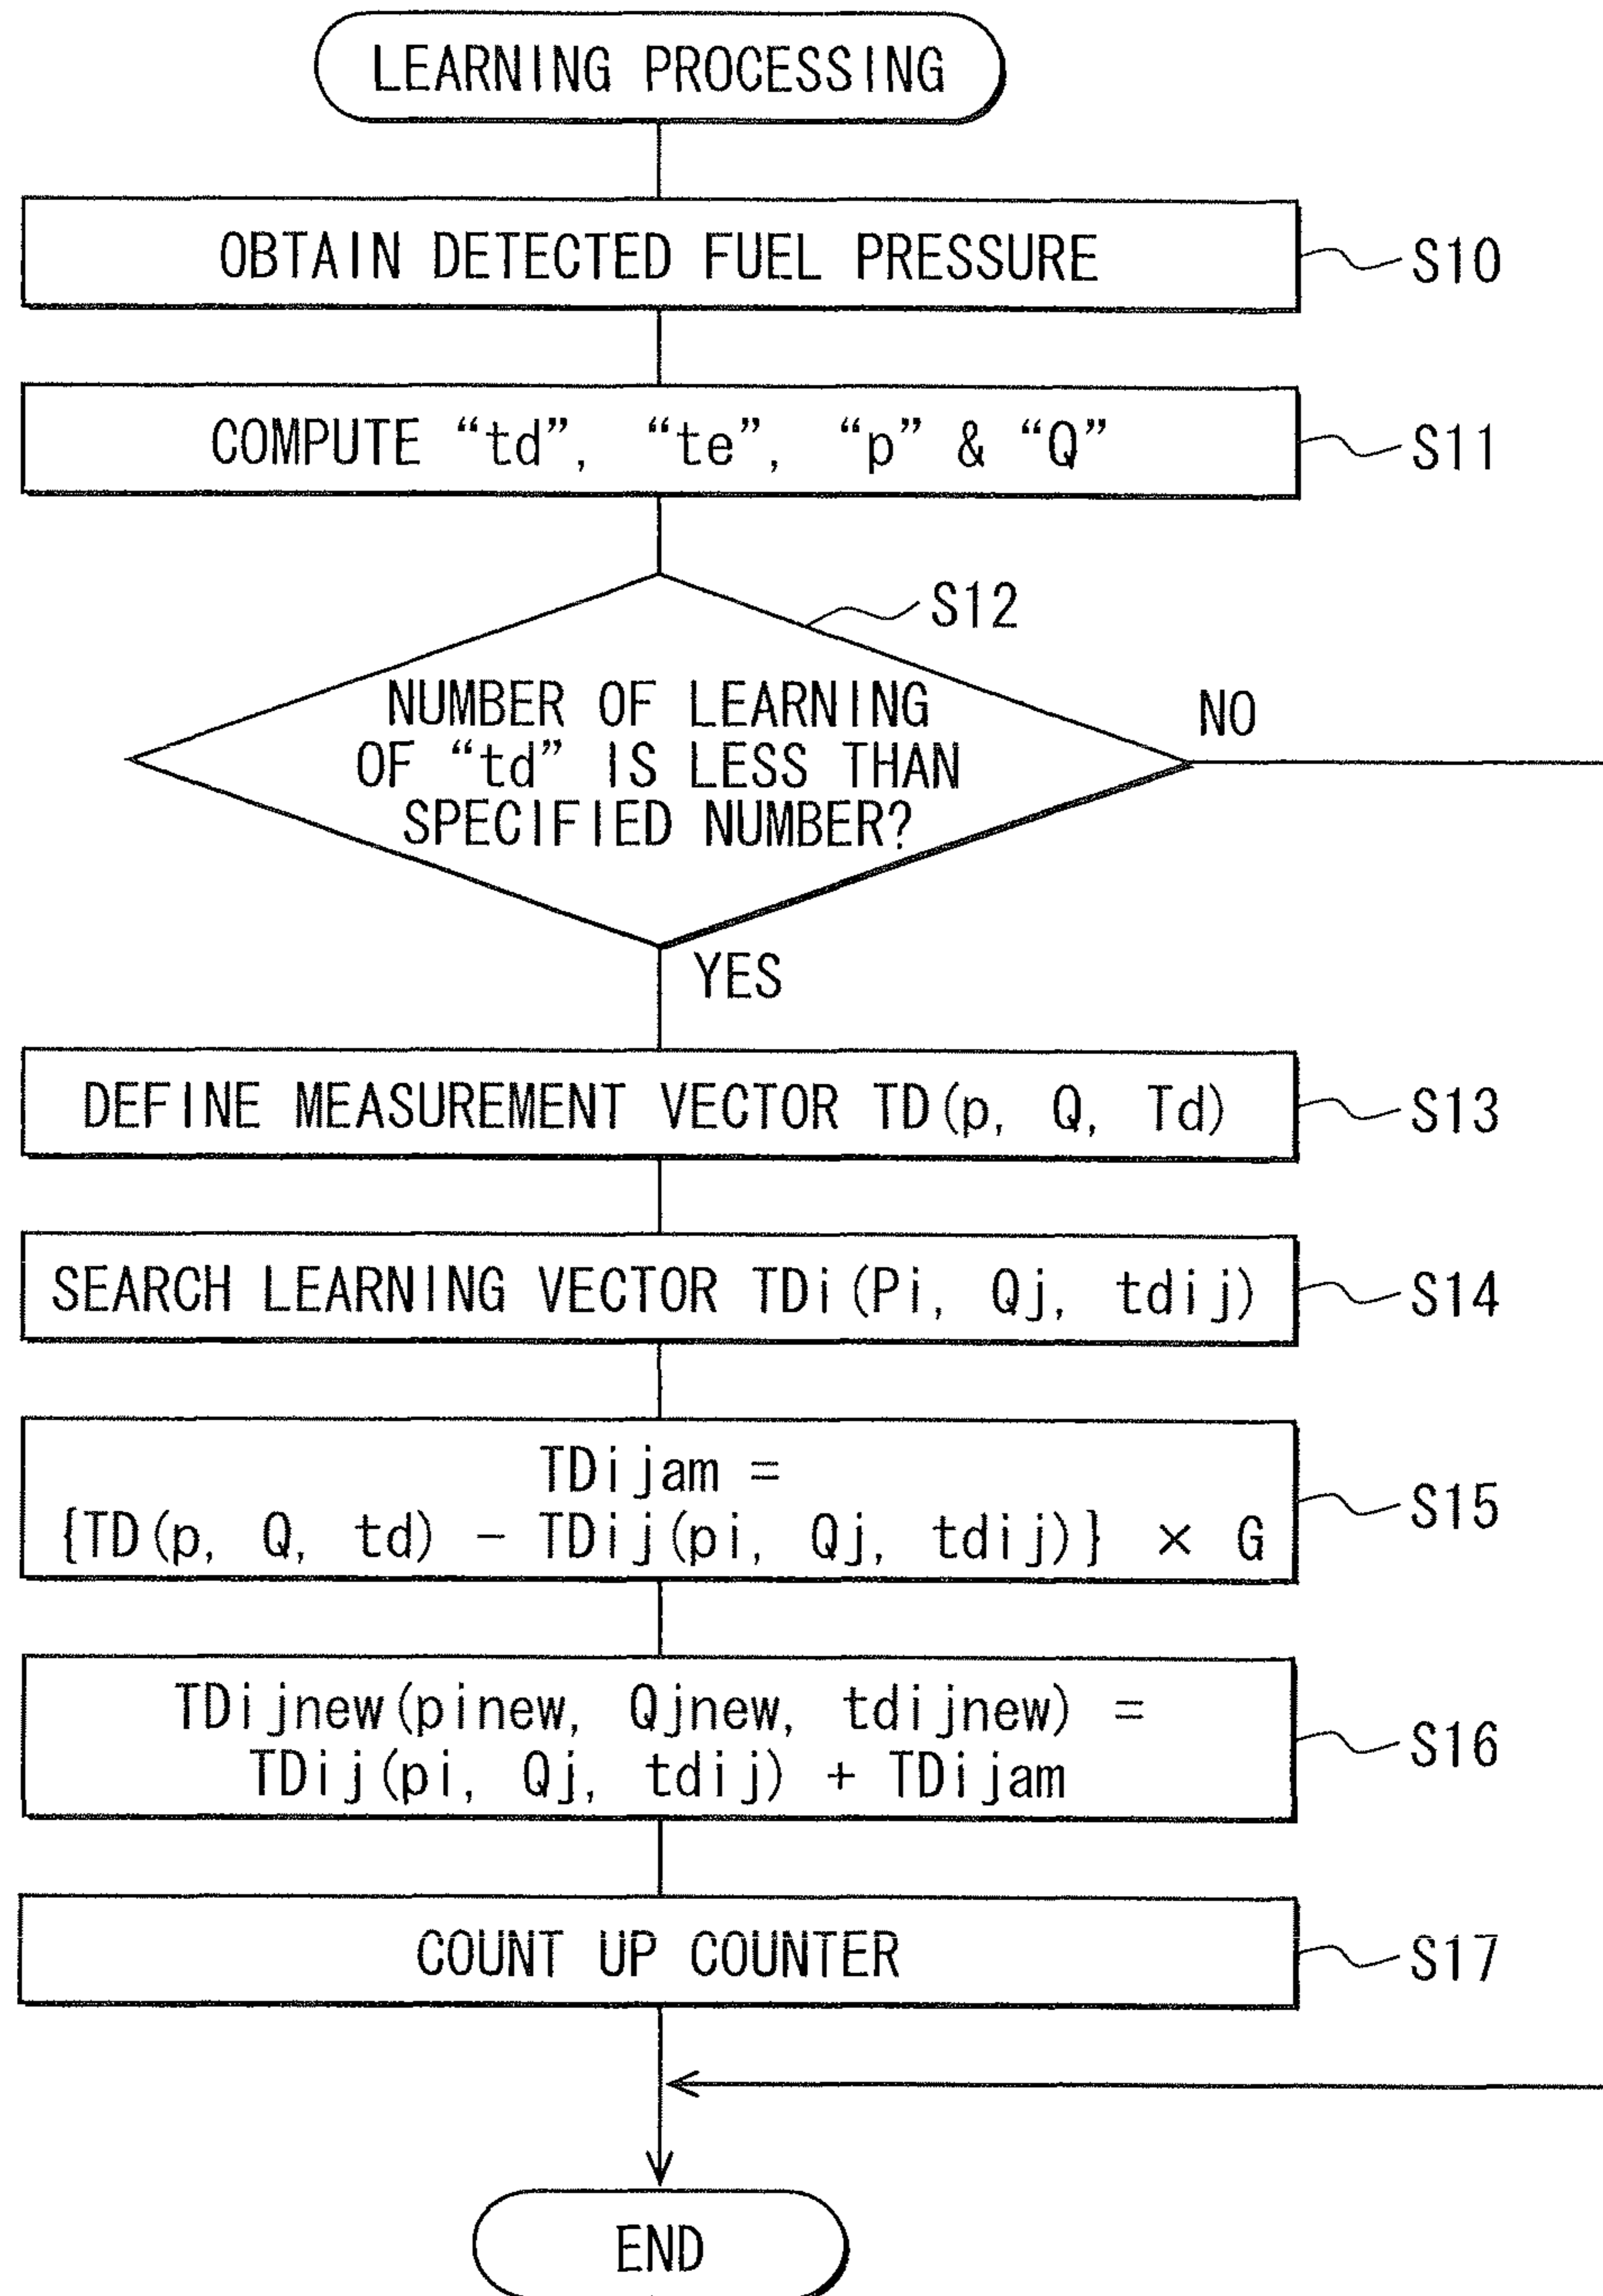 LEARNING PROCESSING
OBTAIN DETECTED FUEL PRESSURE
S10
COMPUTE “td”, “te”, “p” & “Q”
S11
S12
NUMBER OF LEARNING
OF “td” IS LESS THAN
SPECIFIED NUMBER?
NO
YES
DEFINE MEASUREMENT VECTOR TD(p, Q, Td)
S13
SEARCH LEARNING VECTOR TDi(Pi, Qj, tdij)
S14
TDijam =
{TD(p, Q, td) - TDij(pi, Qj, tdij)} × G
S15
TDijnew(pinew, Qjnew, tdijnew) =
TDij(pi, Qj, tdij) + TDijam
S16
COUNT UP COUNTER
S17
END